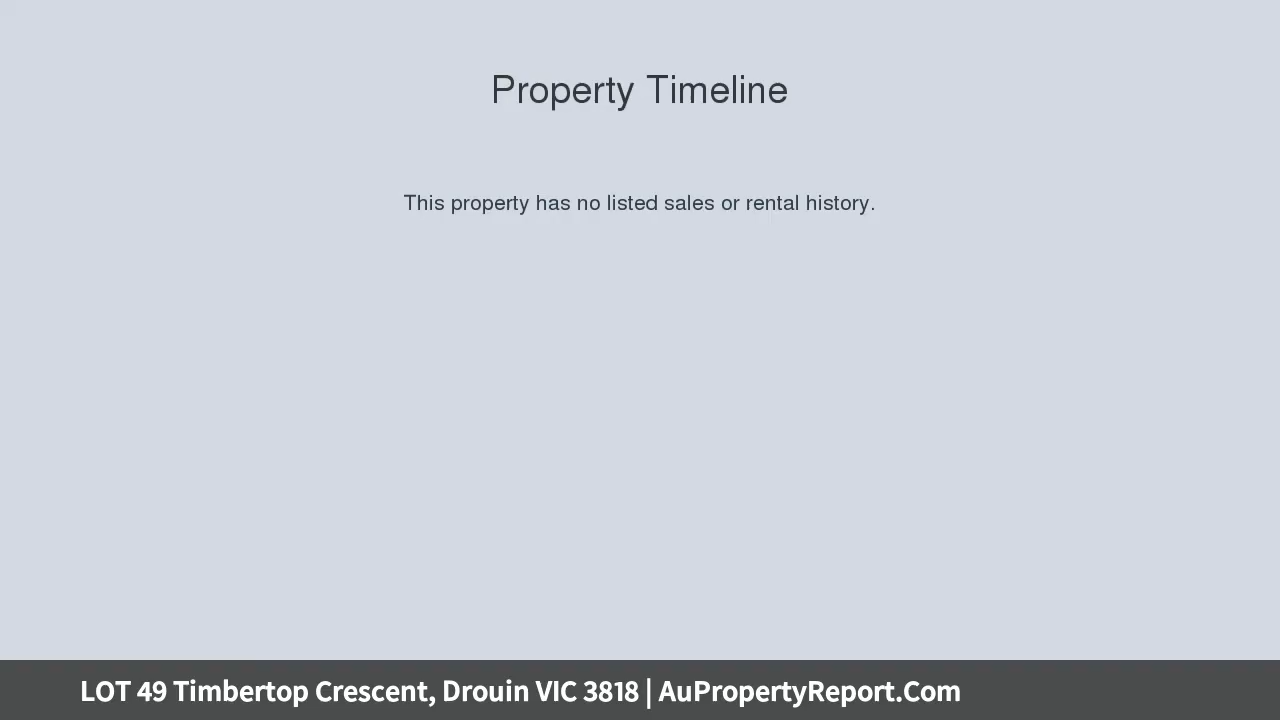 Property Timeline
This property has no listed sales or rental history.
LOT 49 Timbertop Crescent, Drouin VIC 3818 | AuPropertyReport.Com